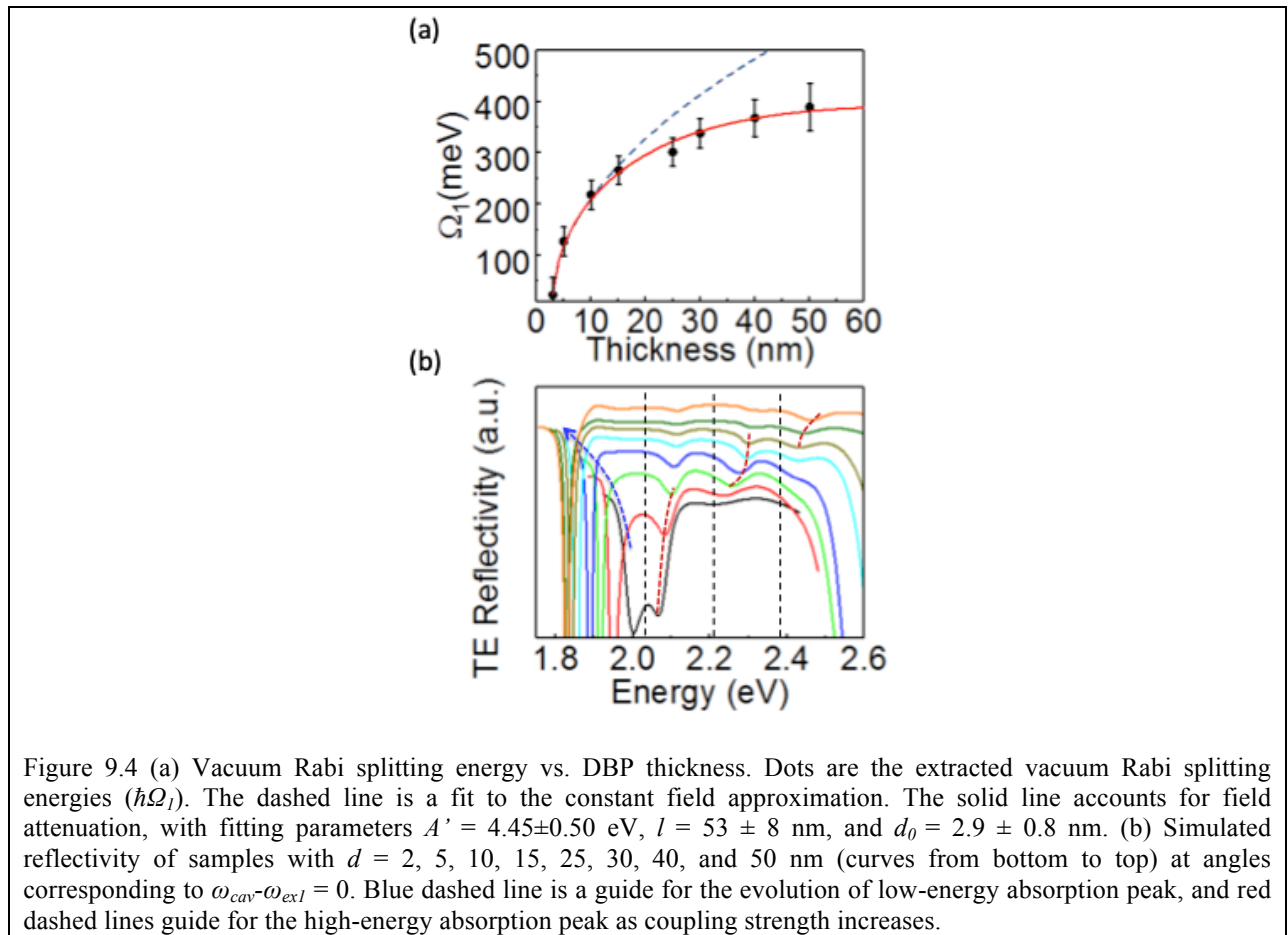 (a)
500
400
300
200
100
Ω₁(meV)
0 10 20 30 40 50 60
Thickness (nm)
(b)
TE Reflectivity (a.u.)
1.8 2.0 2.2 2.4 2.6
Energy (eV)
Figure 9.4 (a) Vacuum Rabi splitting energy vs. DBP thickness. Dots are the extracted vacuum Rabi splitting
energies (ℏΩ₁). The dashed line is a fit to the constant field approximation. The solid line accounts for field
attenuation, with fitting parameters A' = 4.45±0.50 eV, l = 53 ± 8 nm, and d₀ = 2.9 ± 0.8 nm. (b) Simulated
reflectivity of samples with d = 2, 5, 10, 15, 25, 30, 40, and 50 nm (curves from bottom to top) at angles
corresponding to ωcav-ωex1 = 0. Blue dashed line is a guide for the evolution of low-energy absorption peak, and red
dashed lines guide for the high-energy absorption peak as coupling strength increases.